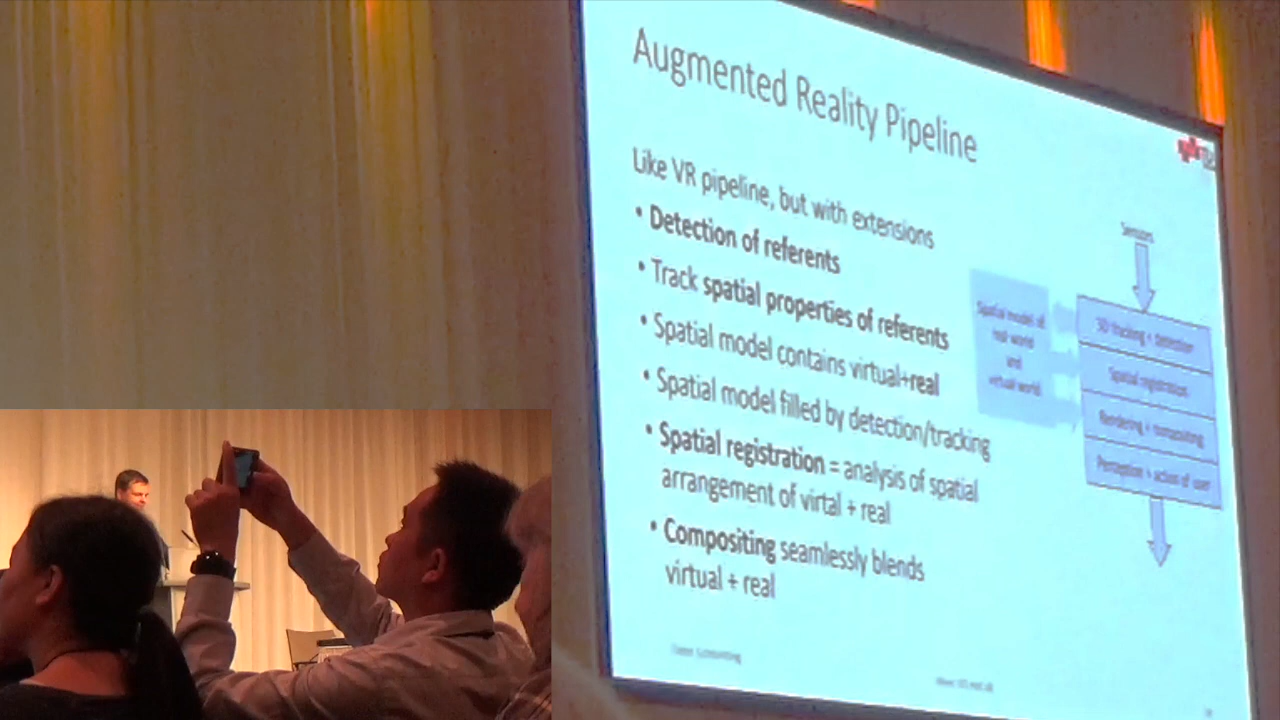 Augmented Reality Pipeline
Like VR pipeline, but with extensions
• Detection of referents
• Track spatial properties of referents
• Spatial model contains virtual+real
• Spatial model filled by detection/tracking
• Spatial registration = analysis of spatial
arrangement of virtal + real
• Compositing seamlessly blends
virtual + real
Sensors
Spatial model of
real world
and
virtual world
3D tracking + detection
Spatial registration
Rendering + compositing
Perception + action of user